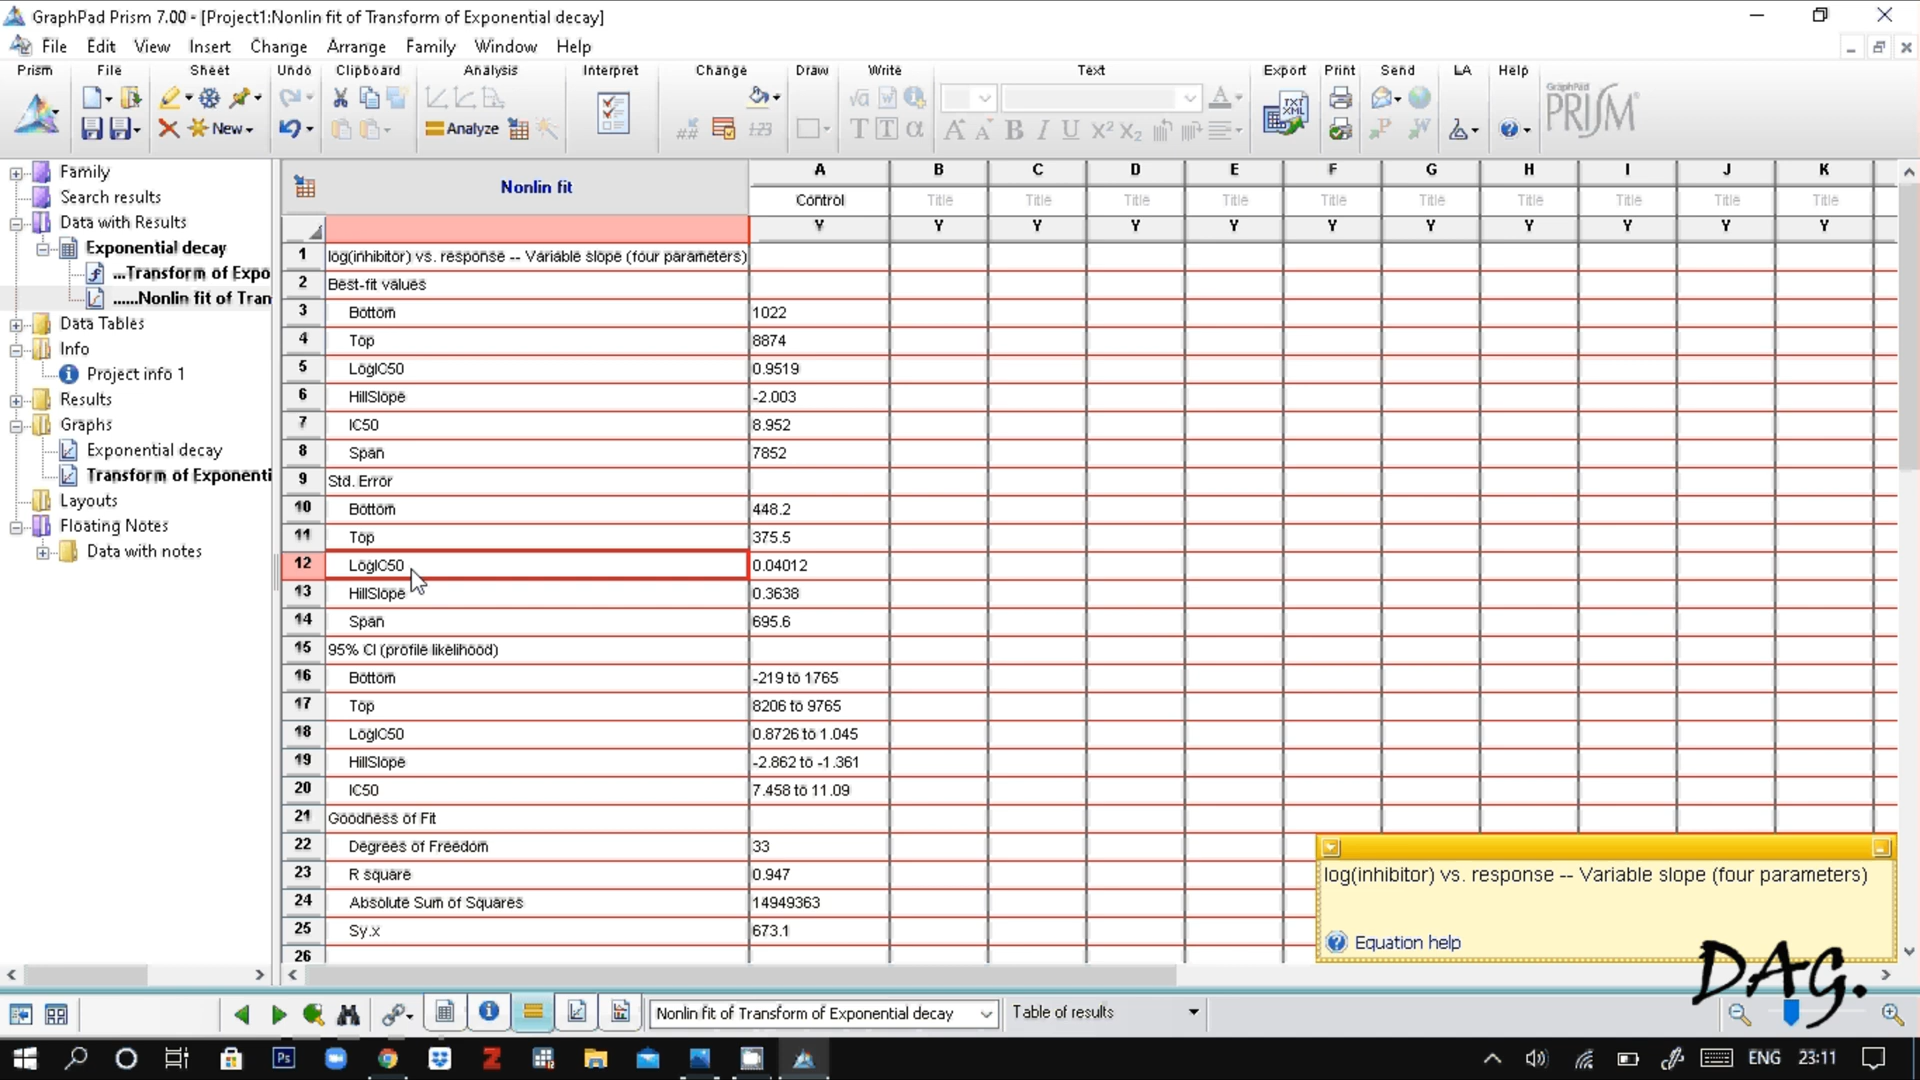 GraphPad Prism 7.00 - [Project1:Nonlin fit of Transform of Exponential decay]
File Edit View Insert Change Arrange Family Window Help
Prism File Sheet Undo Clipboard Analysis Interpret Change Draw Write Text Export Print Send LA Help
New
Analyze
GraphPad
PRISM
Family
Search results
Data with Results
Exponential decay
...Transform of Expo
......Nonlin fit of Tran
Data Tables
Info
Project info 1
Results
Graphs
Exponential decay
Transform of Exponenti
Layouts
Floating Notes
Data with notes
Nonlin fit A B C D E F G H I J K
Control Title Title Title Title Title Title Title Title Title Title
Y Y Y Y Y Y Y Y Y Y Y
1 log(inhibitor) vs. response -- Variable slope (four parameters)
2 Best-fit values
3 Bottom 1022
4 Top 8874
5 LogIC50 0.9519
6 HillSlope -2.003
7 IC50 8.952
8 Span 7852
9 Std. Error
10 Bottom 448.2
11 Top 375.5
12 LogIC50 0.04012
13 HillSlope 0.3638
14 Span 695.6
15 95% CI (profile likelihood)
16 Bottom -219 to 1765
17 Top 8206 to 9765
18 LogIC50 0.8726 to 1.045
19 HillSlope -2.862 to -1.361
20 IC50 7.458 to 11.09
21 Goodness of Fit
22 Degrees of Freedom 33
23 R square 0.947
24 Absolute Sum of Squares 14949363
25 Sy.x 673.1
26
log(inhibitor) vs. response -- Variable slope (four parameters)
Equation help
DAG.
Nonlin fit of Transform of Exponential decay Table of results
ENG 23:11